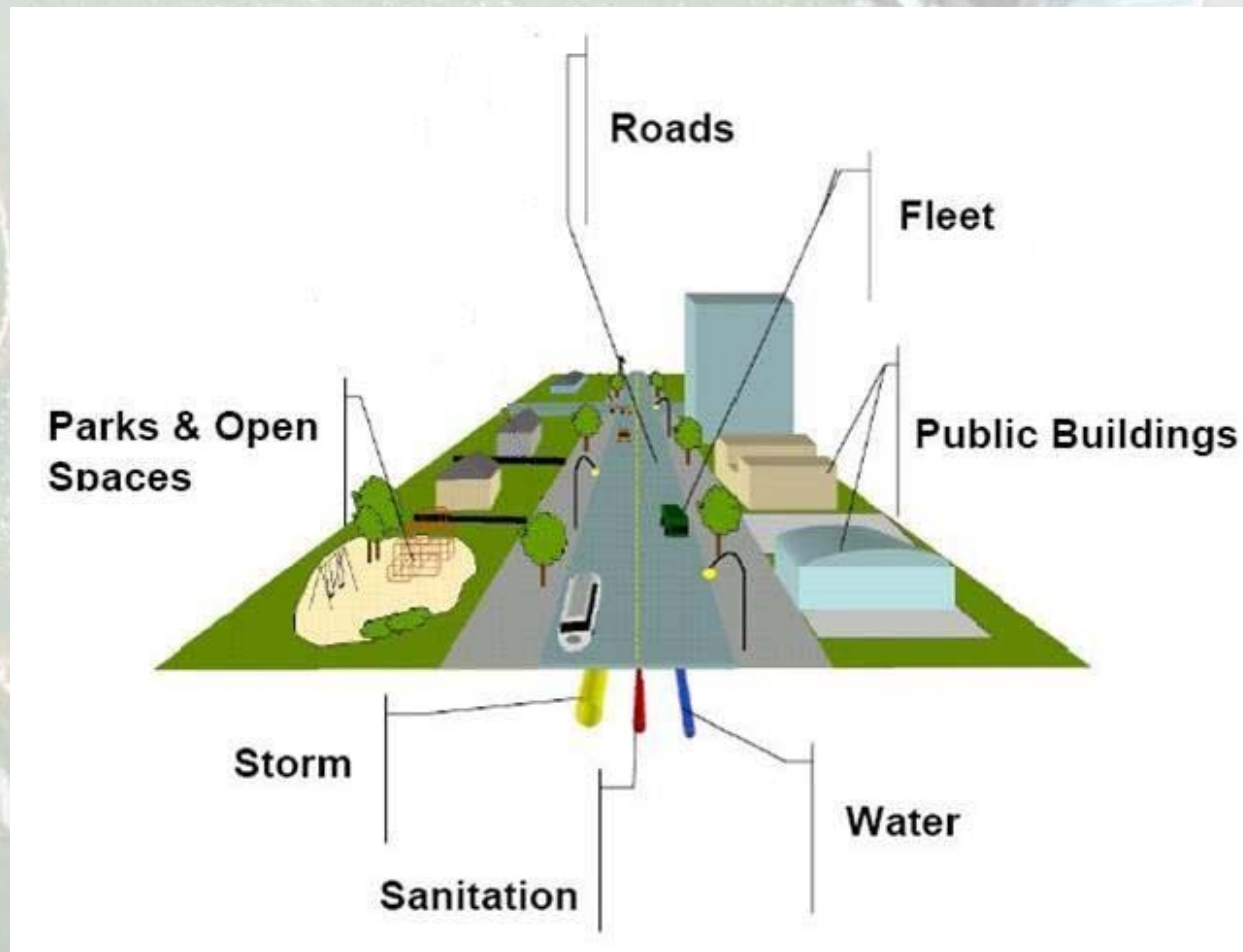 Roads
Fleet
Parks & Open
Spaces
Public Buildings
Storm
Water
Sanitation